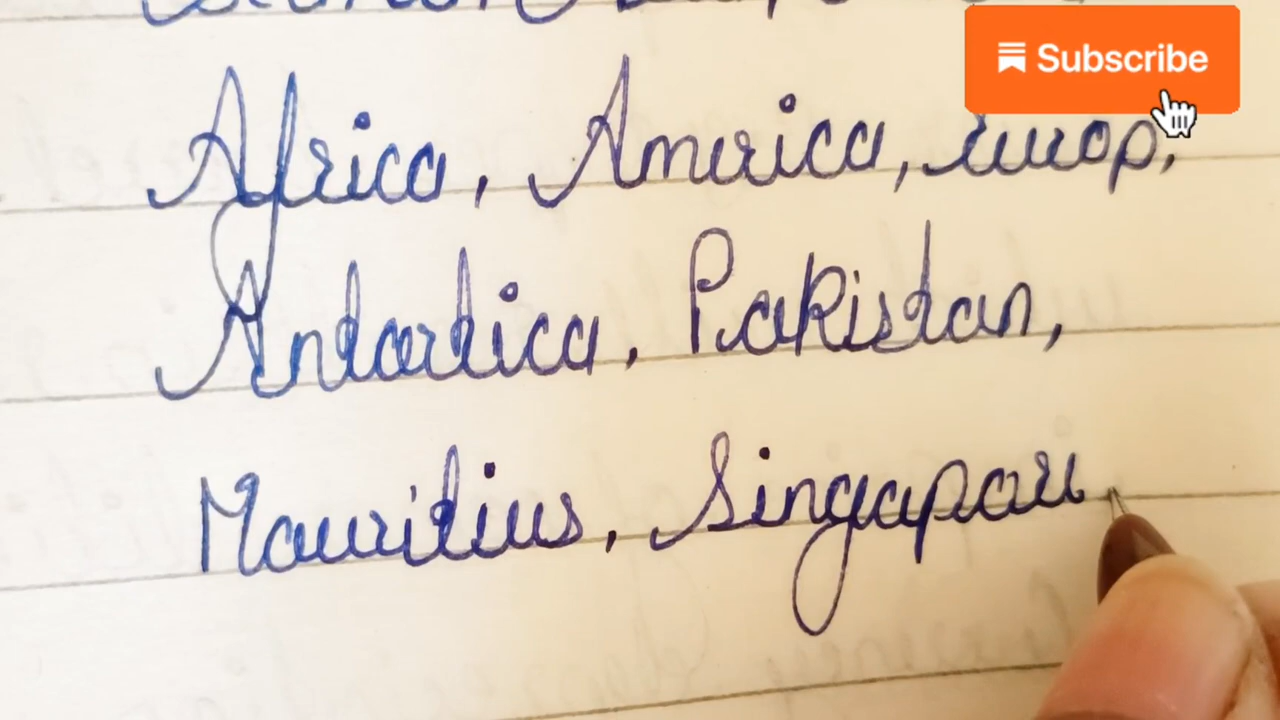 Subscribe
Africa, America, europ,
Antartica, Pakistan,
Mauritius, Singapore